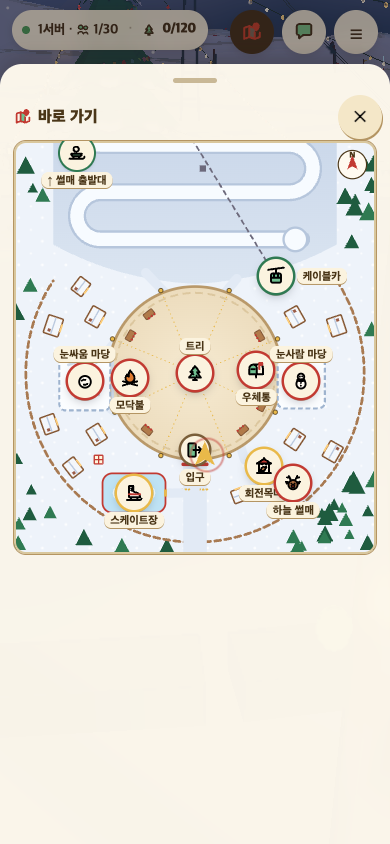 1서버 · 1/30 · 0/120
바로 가기
N
↑ 썰매 출발대
케이블카
트리
눈싸움 마당
눈사람 마당
모닥불
우체통
입구
회전목
하늘 썰매
스케이트장